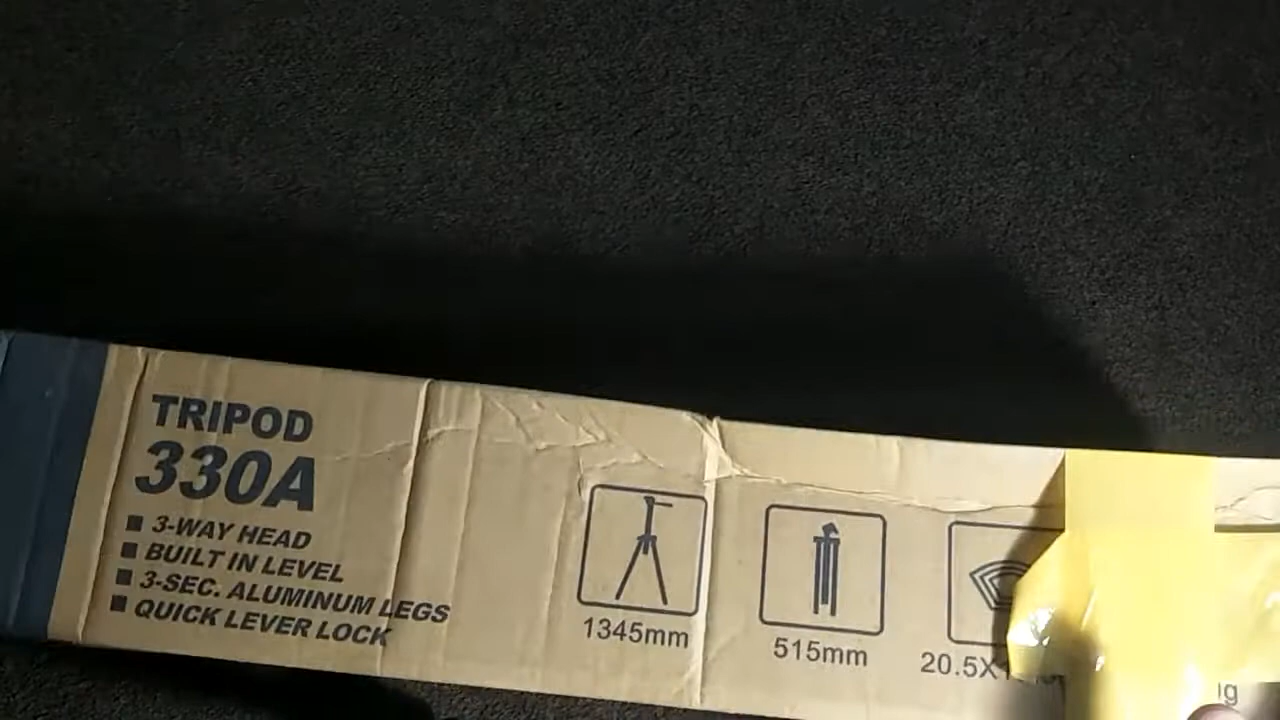 TRIPOD
330A
3-WAY HEAD
BUILT IN LEVEL
3-SEC. ALUMINUM LEGS
QUICK LEVER LOCK
1345mm
515mm